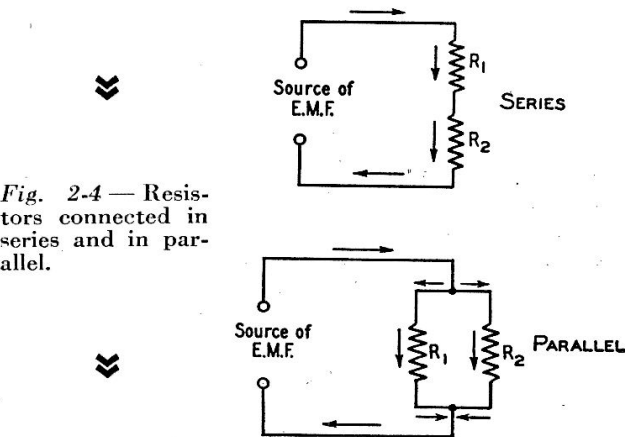 Source of
E.M.F.
R1
R2
SERIES
Fig. 2-4 — Resis-
tors connected in
series and in par-
allel.
Source of
E.M.F.
R1
R2
PARALLEL